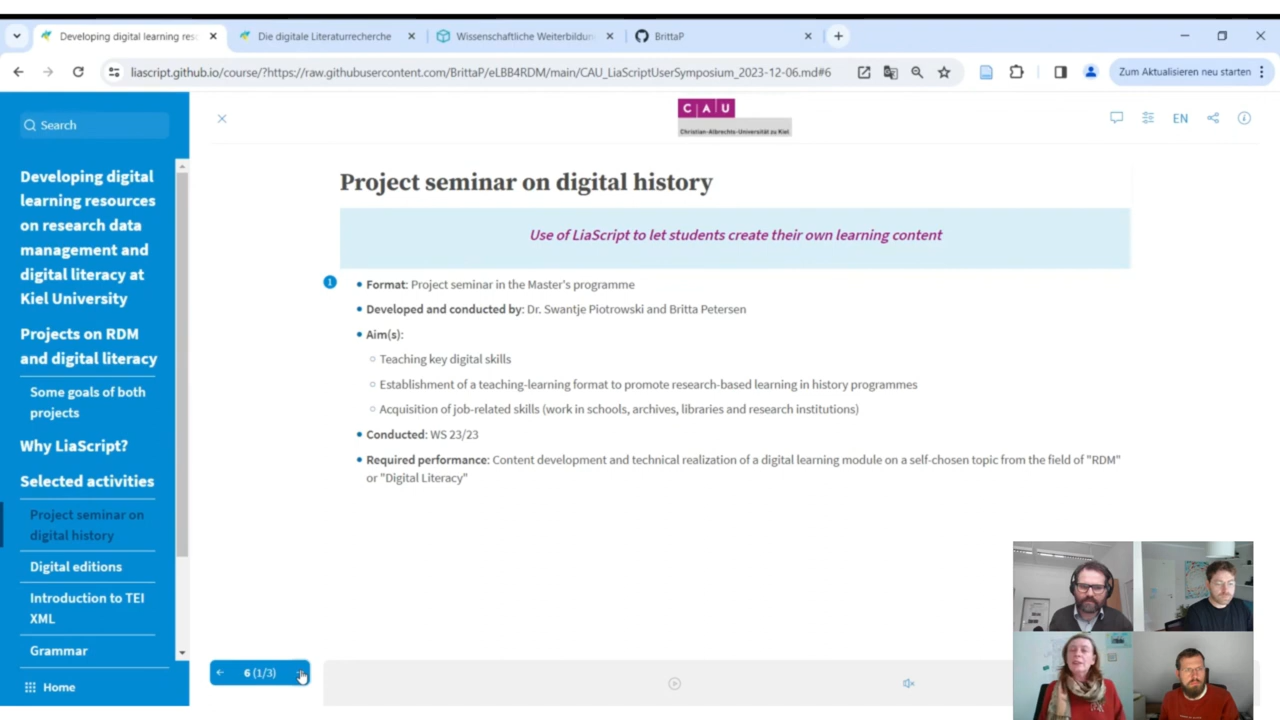 Developing digital learning res
Die digitale Literaturrecherche
Wissenschaftliche Weiterbildun
BrittaP
liascript.github.io/course/?https://raw.githubusercontent.com/BrittaP/eLBB4RDM/main/CAU_LiaScriptUserSymposium_2023-12-06.md#6
Zum Aktualisieren neu starten
Search
C|A|U
Christian-Albrechts-Universität zu Kiel
EN
Developing digital
learning resources
on research data
management and
digital literacy at
Kiel University
Projects on RDM
and digital literacy
Some goals of both
projects
Why LiaScript?
Selected activities
Project seminar on
digital history
Digital editions
Introduction to TEI
XML
Grammar
Home
Project seminar on digital history
Use of LiaScript to let students create their own learning content
1
• Format: Project seminar in the Master's programme
• Developed and conducted by: Dr. Swantje Piotrowski and Britta Petersen
• Aim(s):
○ Teaching key digital skills
○ Establishment of a teaching-learning format to promote research-based learning in history programmes
○ Acquisition of job-related skills (work in schools, archives, libraries and research institutions)
• Conducted: WS 23/23
• Required performance: Content development and technical realization of a digital learning module on a self-chosen topic from the field of "RDM"
or "Digital Literacy"
6 (1/3)